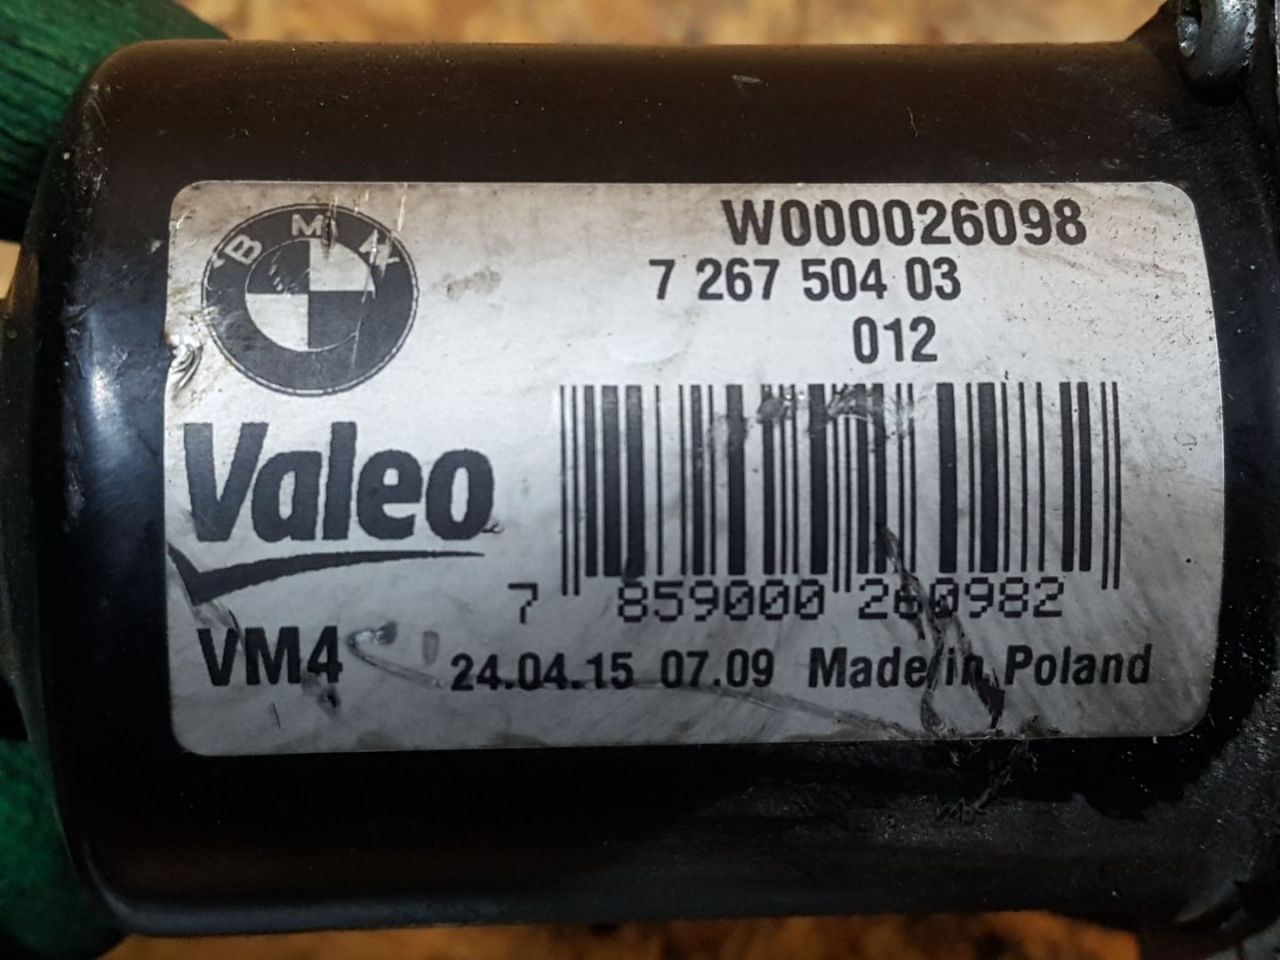 BMW
W000026098
7 267 504 03
012
Valeo
7 859000 260982
VM4
24.04.15 07.09 Made in Poland